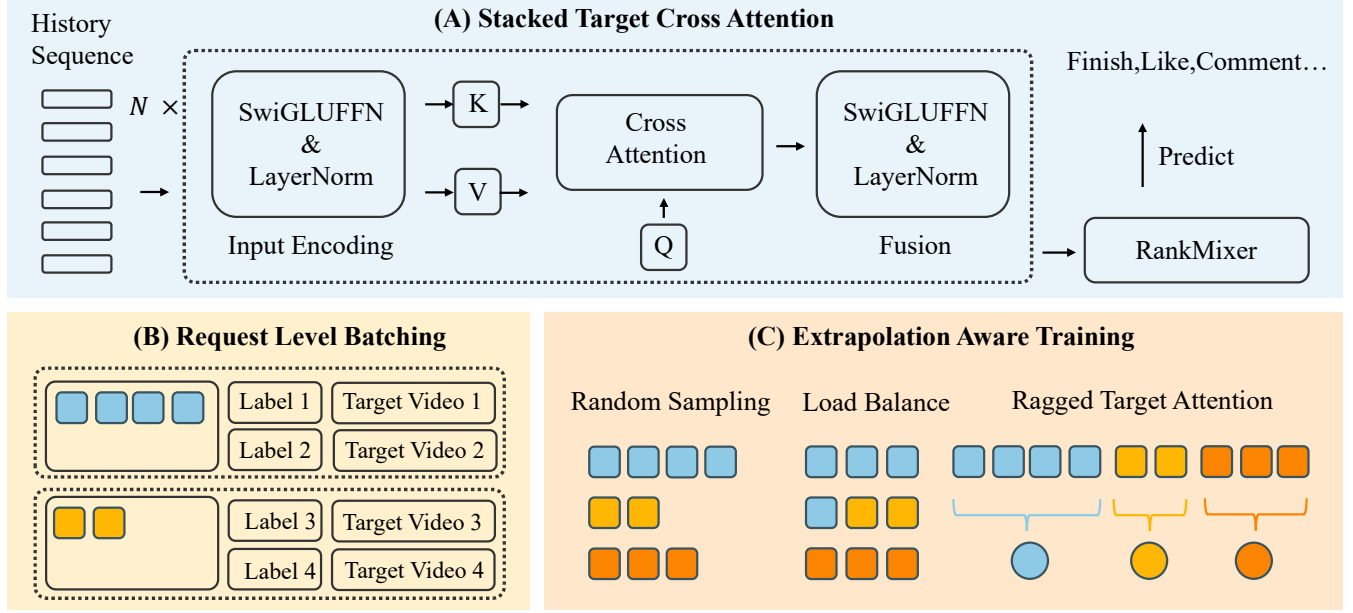 (A) Stacked Target Cross Attention
History
Sequence
N ×
SwiGLUFFN
&
LayerNorm
Input Encoding
K
V
Cross
Attention
Q
SwiGLUFFN
&
LayerNorm
Fusion
Finish,Like,Comment…
Predict
RankMixer
(B) Request Level Batching
Label 1
Target Video 1
Label 2
Target Video 2
Label 3
Target Video 3
Label 4
Target Video 4
(C) Extrapolation Aware Training
Random Sampling
Load Balance
Ragged Target Attention